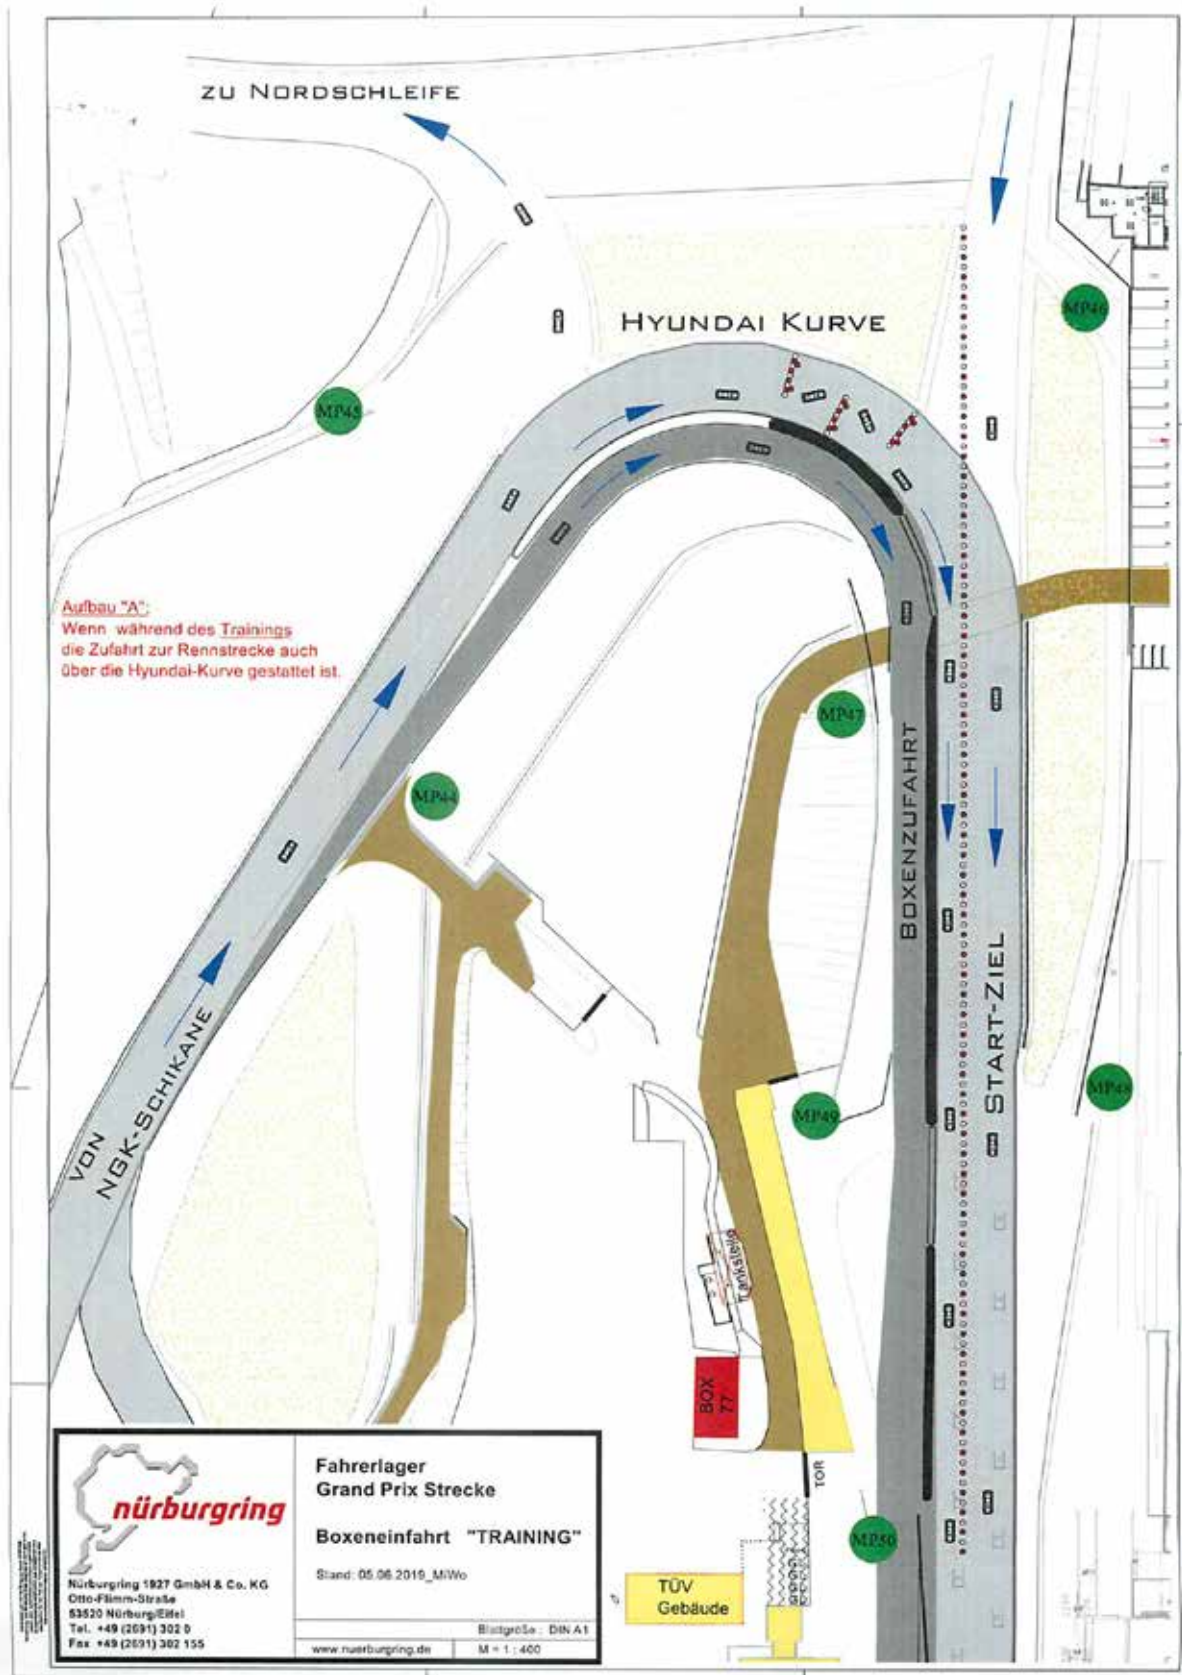 ZU NORDSCHLEIFE
HYUNDAI KURVE
MP46
MP45
Aufbau "A":
Wenn während des Trainings
die Zufahrt zur Rennstrecke auch
über die Hyundai-Kurve gestattet ist.
MP47
MP44
BOXENZUFAHRT
START-ZIEL
VON
NGK-SCHIKANE
MP48
MP49
Tankstelle
BOX
77
TOR
MP50
TÜV
Gebäude
nürburgring
Nürburgring 1927 GmbH & Co. KG
Otto-Flimm-Straße
53520 Nürburg/Eifel
Tel. +49 (2691) 302 0
Fax +49 (2691) 302 155
Fahrerlager
Grand Prix Strecke
Boxeneinfahrt "TRAINING"
Stand: 05.06.2019_MiWo
Blattgröße: DIN A1
www.nuerburgring.de
M = 1 : 400